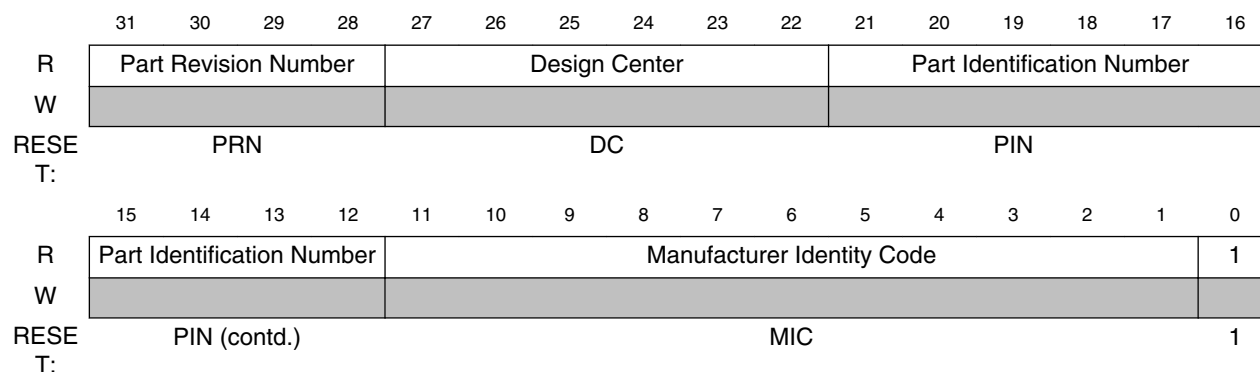 31 30 29 28 27 26 25 24 23 22 21 20 19 18 17 16
R Part Revision Number Design Center Part Identification Number
W
RESE PRN DC PIN
T:
15 14 13 12 11 10 9 8 7 6 5 4 3 2 1 0
R Part Identification Number Manufacturer Identity Code 1
W
RESE PIN (contd.) MIC 1
T: